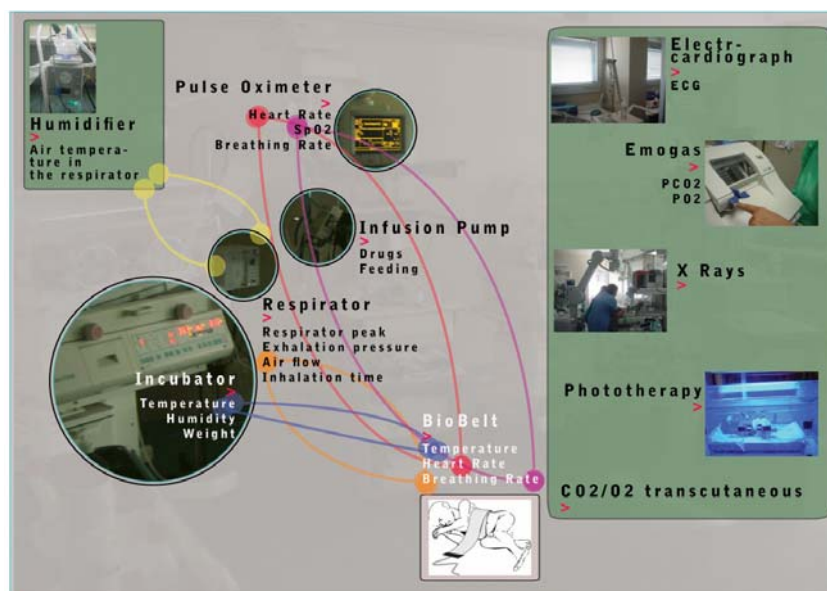 Humidifier
>
Air tempera-
ture in
the respirator
Pulse Oximeter
>
Heart Rate
SpO2
Breathing Rate
Infusion Pump
>
Drugs
Feeding
Respirator
>
Respirator peak
Exhalation pressure
Air flow
Inhalation time
Incubator
>
Temperature
Humidity
Weight
BioBelt
>
Temperature
Heart Rate
Breathing Rate
Electr-
cardiograph
>
ECG
Emogas
>
PCO2
PO2
X Rays
>
Phototherapy
>
CO2/O2 transcutaneous
>